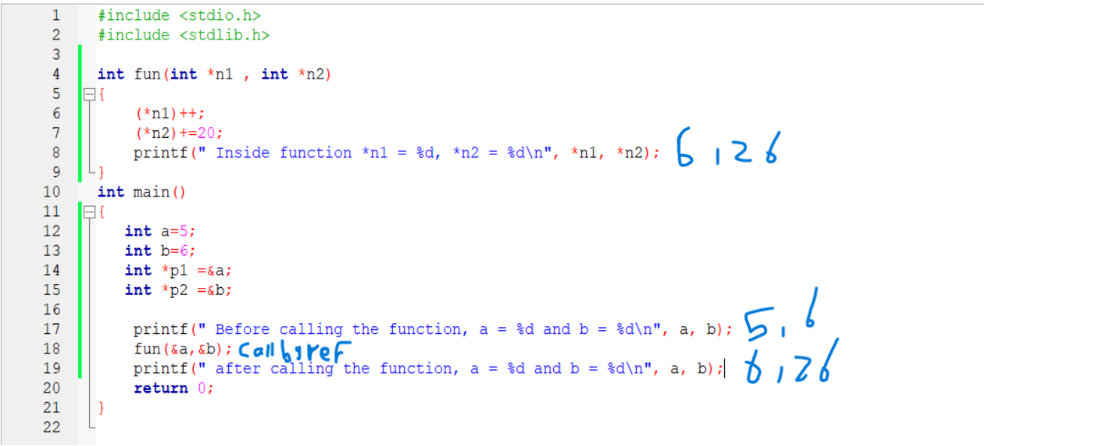 1 #include <stdio.h>
2 #include <stdlib.h>
3
4 int fun(int *n1 , int *n2)
5 {
6 (*n1)++;
7 (*n2)+=20;
8 printf(" Inside function *n1 = %d, *n2 = %d\n", *n1, *n2); 6 , 26
9 }
10 int main()
11 {
12 int a=5;
13 int b=6;
14 int *p1 =&a;
15 int *p2 =&b;
16
17 printf(" Before calling the function, a = %d and b = %d\n", a, b); 5, 6
18 fun(&a,&b); Call by ref
19 printf(" after calling the function, a = %d and b = %d\n", a, b); 6 , 26
20 return 0;
21 }
22